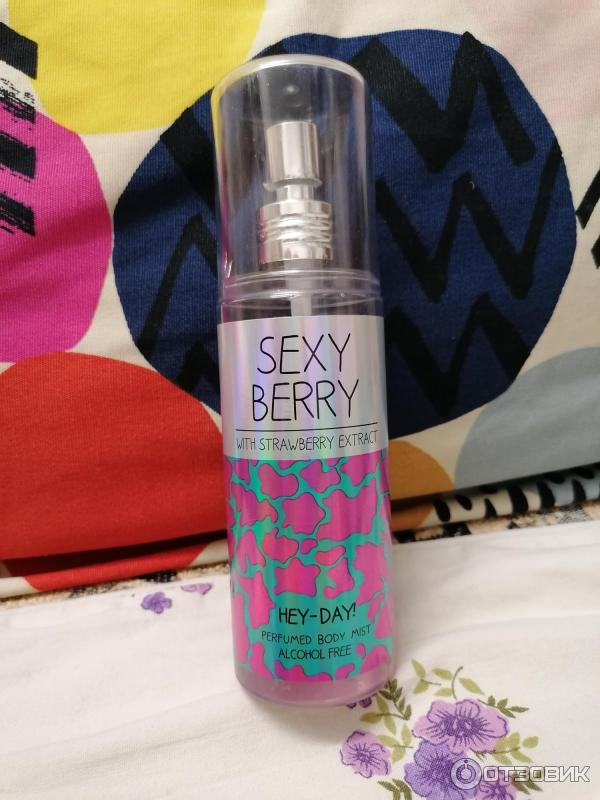 SEXY
BERRY
WITH STRAWBERRY EXTRACT
HEY-DAY!
PERFUMED BODY MIST
ALCOHOL FREE
ОТЗОВИК